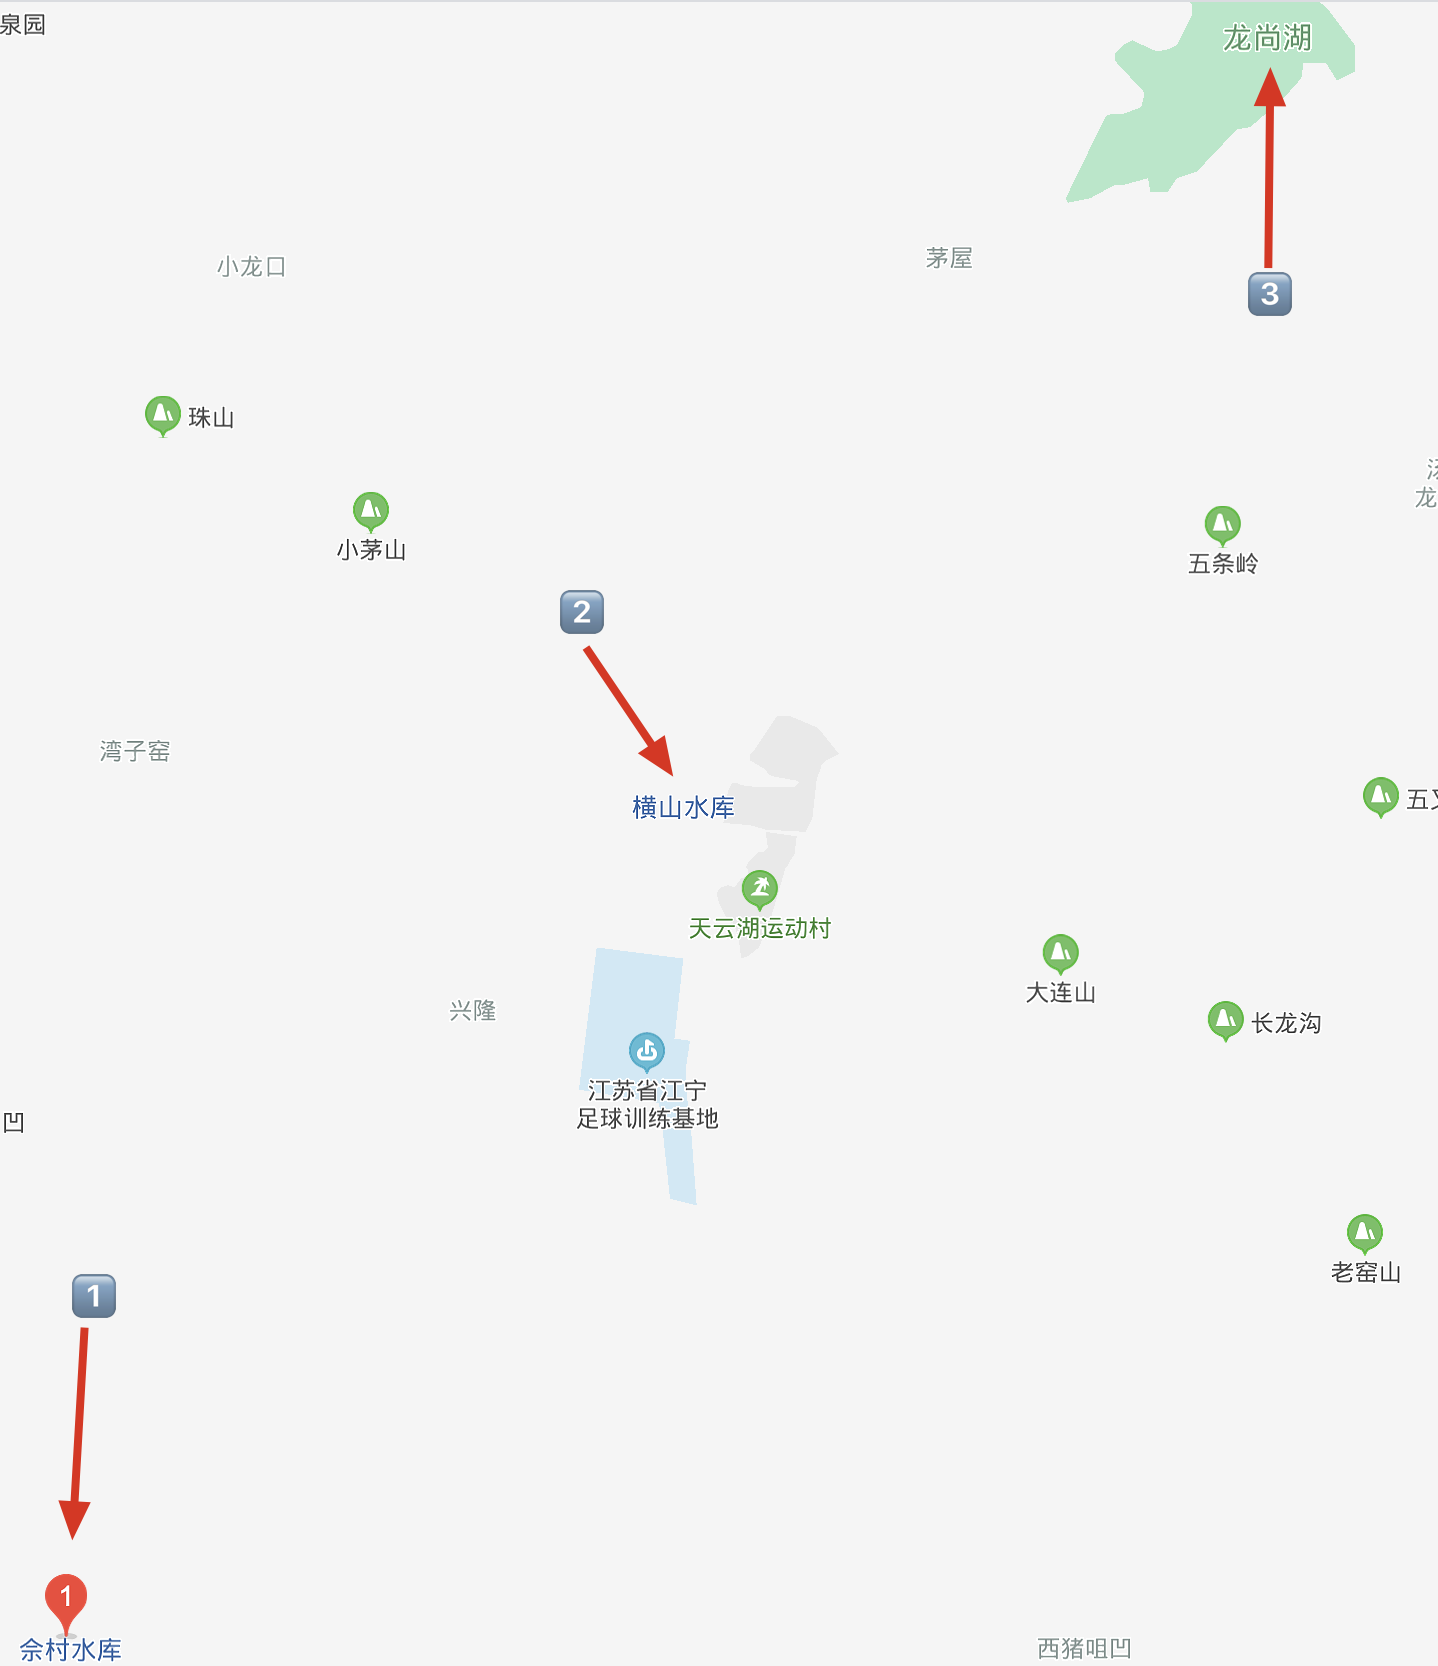 泉园
龙尚湖
茅屋
小龙口
3
珠山
龙
小茅山
五条岭
2
湾子窑
横山水库
五
天云湖运动村
大连山
兴隆
长龙沟
江苏省江宁
足球训练基地
凹
老窑山
1
1
佘村水库
西猪咀凹